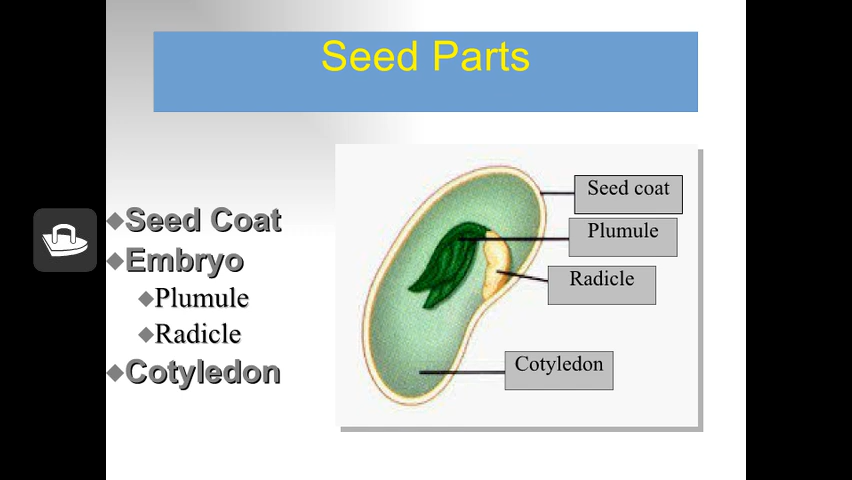 Seed Parts
Seed Coat
Embryo
Plumule
Radicle
Cotyledon
Seed coat
Plumule
Radicle
Cotyledon